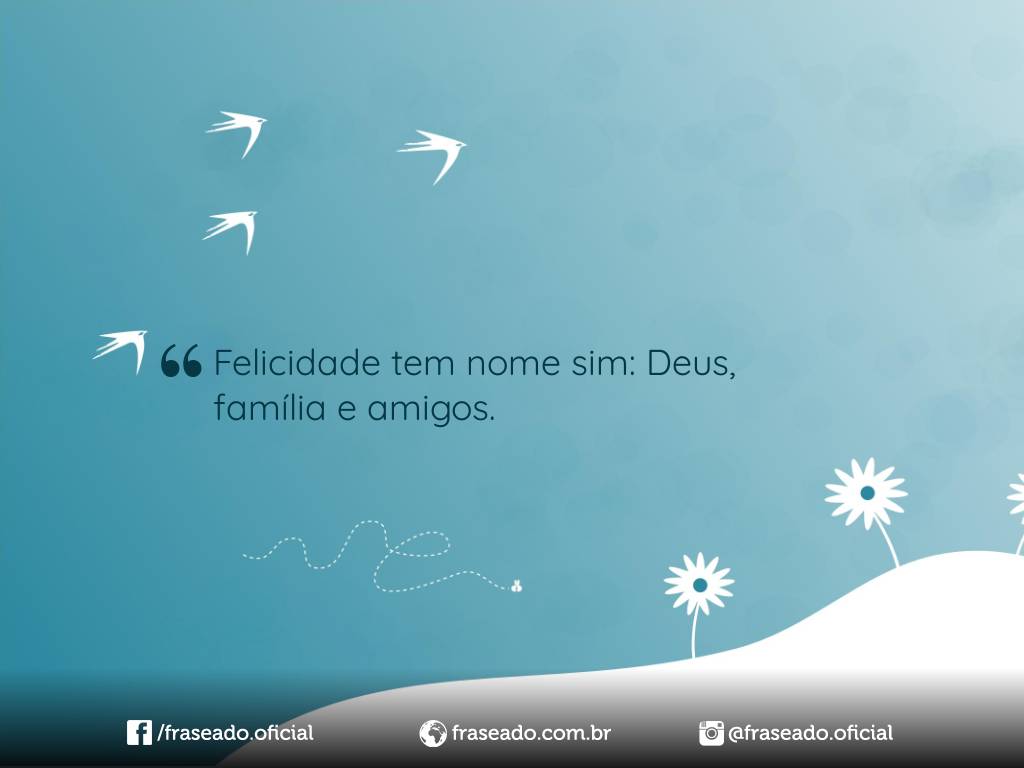 “ Felicidade tem nome sim: Deus,
família e amigos.
/fraseado.oficial
fraseado.com.br
@fraseado.oficial